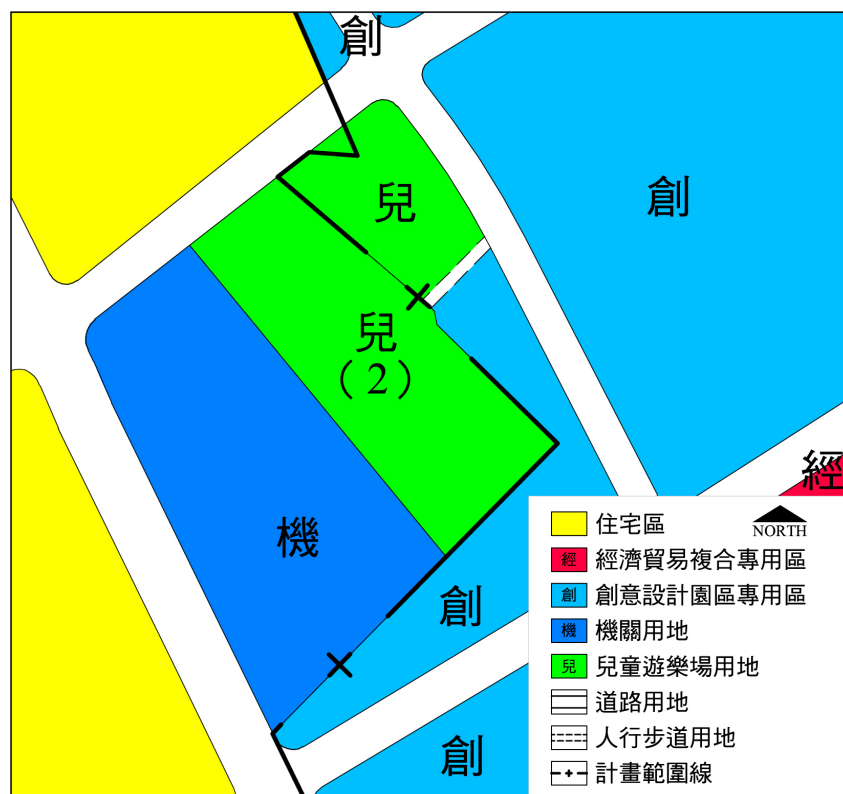 創
兒
創
兒
(2)
經
機
創
創
住宅區
NORTH
經 經濟貿易複合專用區
創 創意設計園區專用區
機 機關用地
兒 兒童遊樂場用地
道路用地
人行步道用地
計畫範圍線